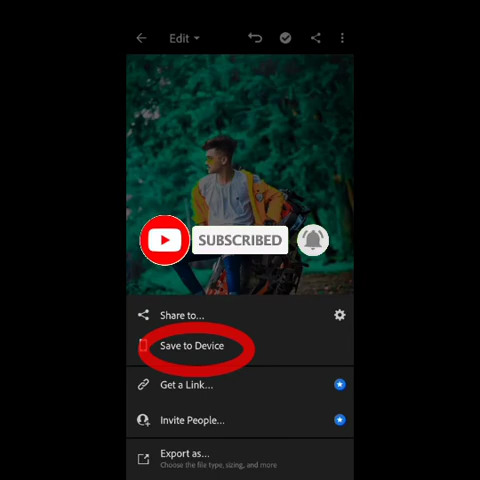 Edit
SUBSCRIBED
Share to...
Save to Device
Get a Link...
Invite People...
Export as...
Choose the file type, sizing, and more